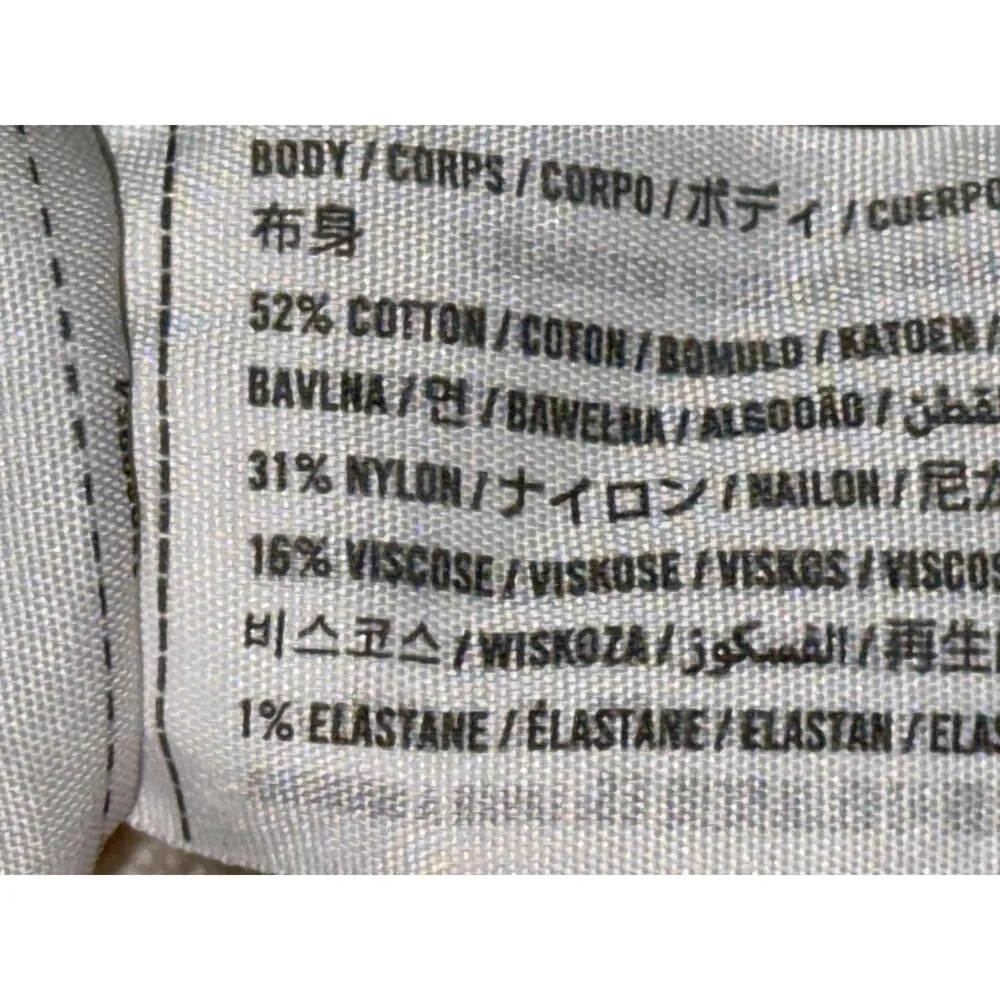 BODY / CORPS / CORPO / ボディ / CUERPO
布身
52% COTTON / COTON / BOMULD / KATOEN /
BAVLNA / 면 / BAWEŁNA / ALGODÃO / القطن
31% NYLON / ナイロン / NAILON / 尼
16% VISCOSE / VISKOSE / VISKOS / VISCOS
비스코스 / WISKOZA / الفسكوز / 再生
1% ELASTANE / ÉLASTANE / ELASTAN / ELAS